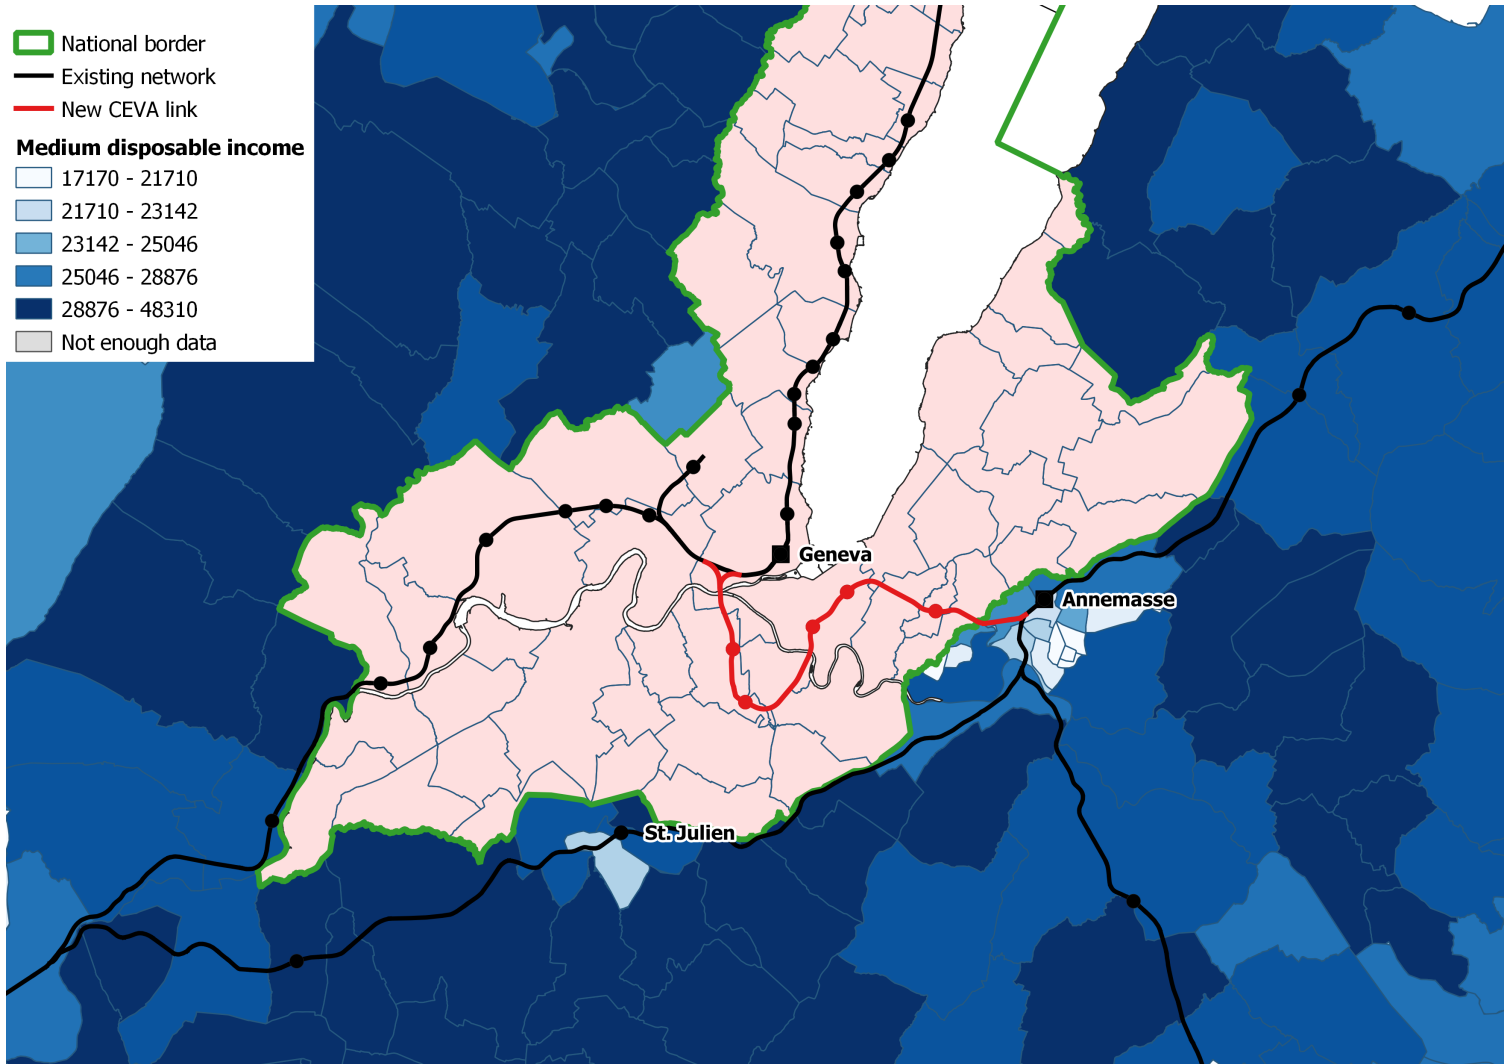 National border
Existing network
New CEVA link
Medium disposable income
17170 - 21710
21710 - 23142
23142 - 25046
25046 - 28876
28876 - 48310
Not enough data
Geneva
Annemasse
St. Julien